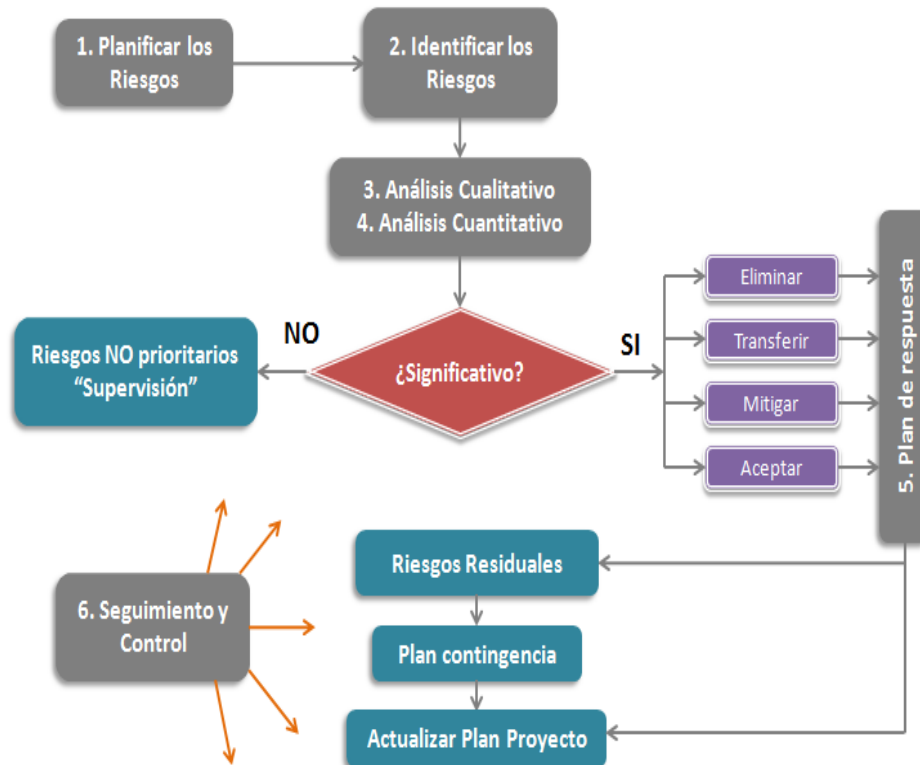 1. Planificar los
Riesgos
2. Identificar los
Riesgos
3. Análisis Cualitativo
4. Análisis Cuantitativo
¿Significativo?
NO
SI
Riesgos NO prioritarios
“Supervisión”
Eliminar
Transferir
Mitigar
Aceptar
5. Plan de respuesta
Riesgos Residuales
Plan contingencia
Actualizar Plan Proyecto
6. Seguimiento y
Control